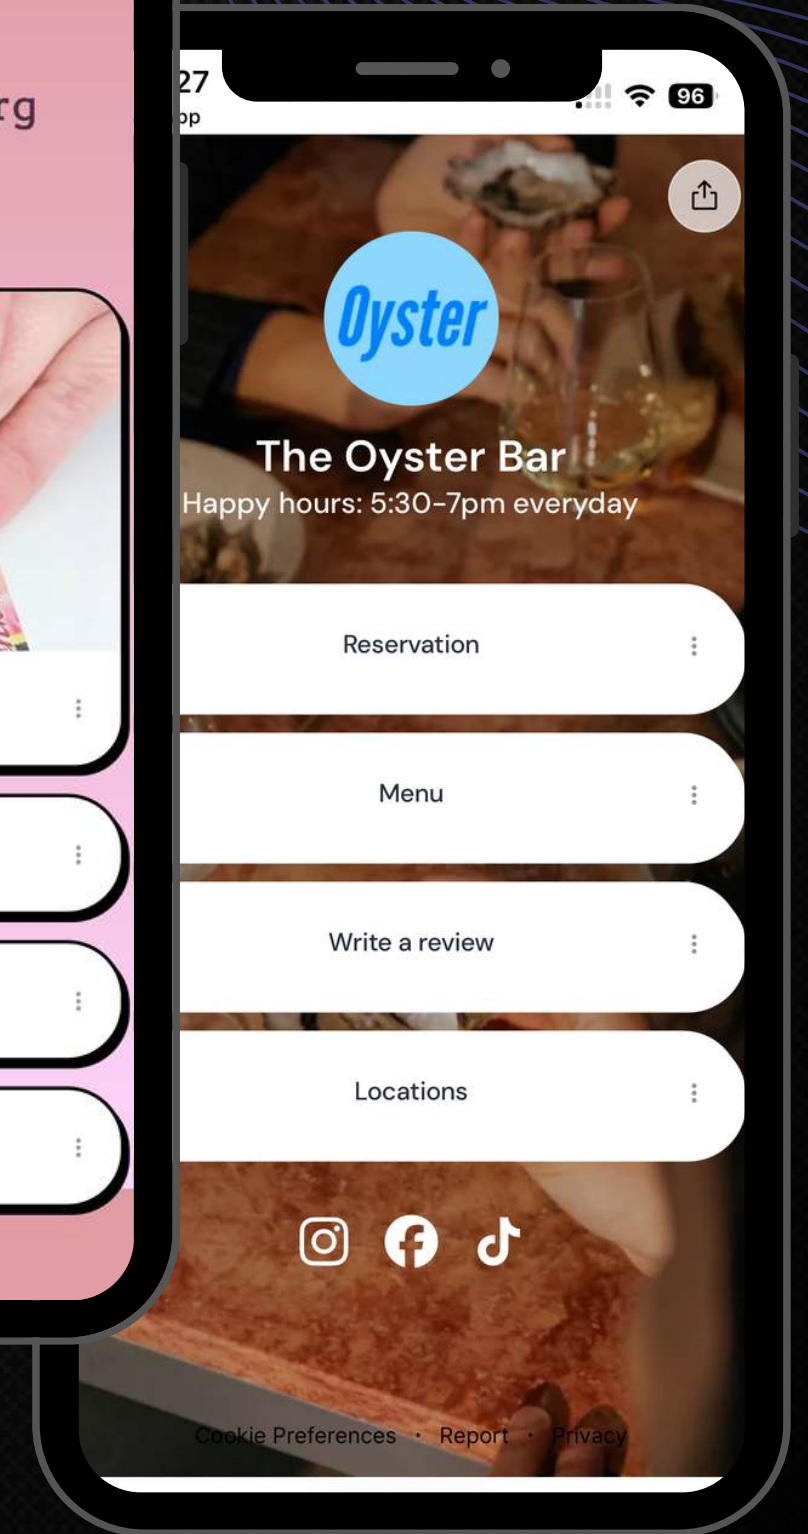 rg
27
pp
96
Oyster
The Oyster Bar
Happy hours: 5:30-7pm everyday
Reservation
Menu
Write a review
Locations
Cookie Preferences · Report · Privacy